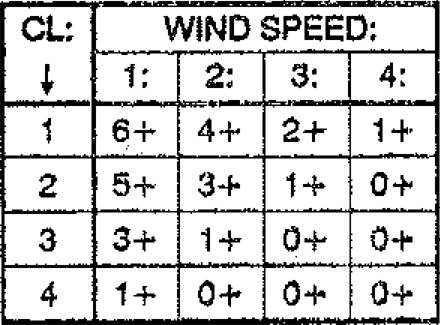 CL: WIND SPEED:
↓ 1: 2: 3: 4:
1 6+ 4+ 2+ 1+
2 5+ 3+ 1+ 0+
3 3+ 1+ 0+ 0+
4 1+ 0+ 0+ 0+